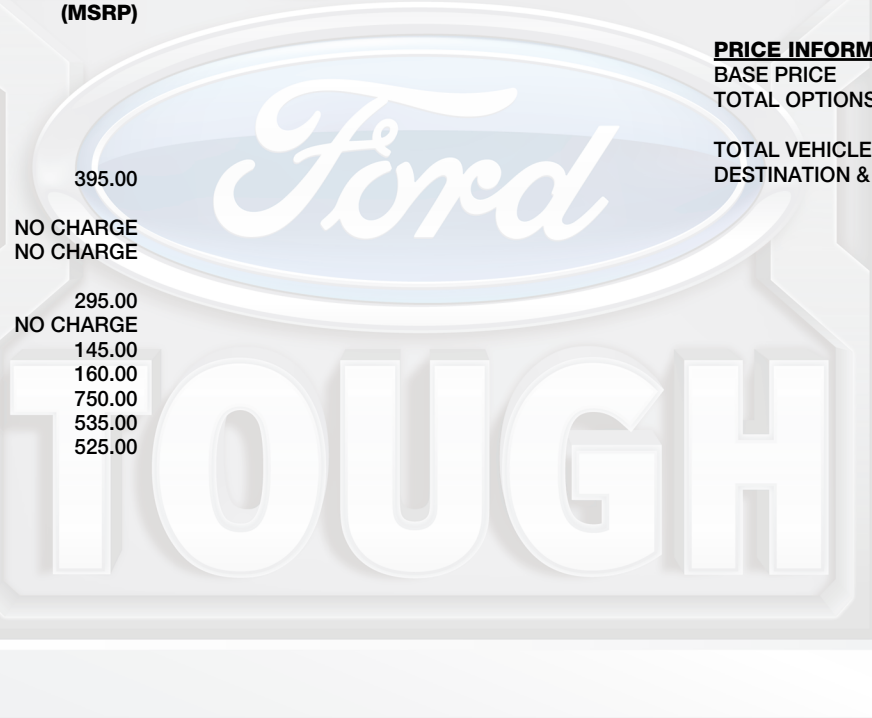 (MSRP)
395.00
NO CHARGE
NO CHARGE
295.00
NO CHARGE
145.00
160.00
750.00
535.00
525.00
PRICE INFORM
BASE PRICE
TOTAL OPTIONS
TOTAL VEHICLE
DESTINATION &
Ford
TOUGH